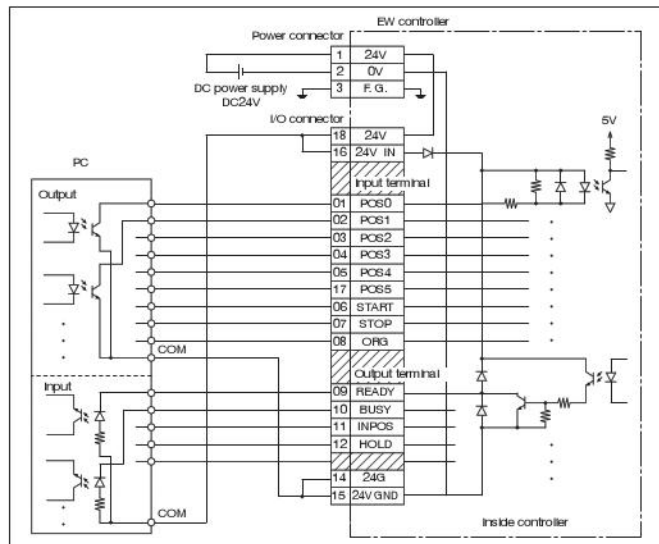 EW controller
Power connector
1 24V
2 0V
3 F. G.
DC power supply
DC24V
I/O connector
18 24V
16 24V IN
5V
PC
Input terminal
Output
01 POS0
02 POS1
03 POS2
04 POS3
05 POS4
17 POS5
06 START
07 STOP
08 ORG
COM
Output terminal
Input
09 READY
10 BUSY
11 INPOS
12 HOLD
14 24G
15 24V GND
COM
Inside controller